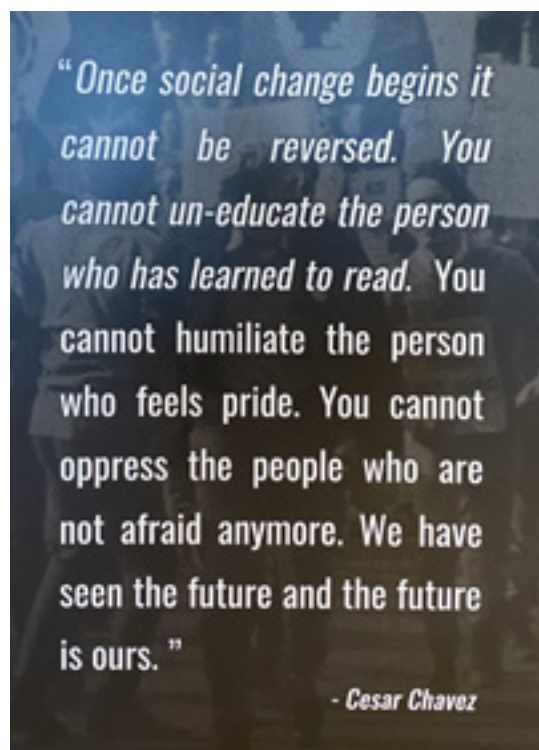 “Once social change begins it
cannot be reversed. You
cannot un-educate the person
who has learned to read. You
cannot humiliate the person
who feels pride. You cannot
oppress the people who are
not afraid anymore. We have
seen the future and the future
is ours. ”
- Cesar Chavez